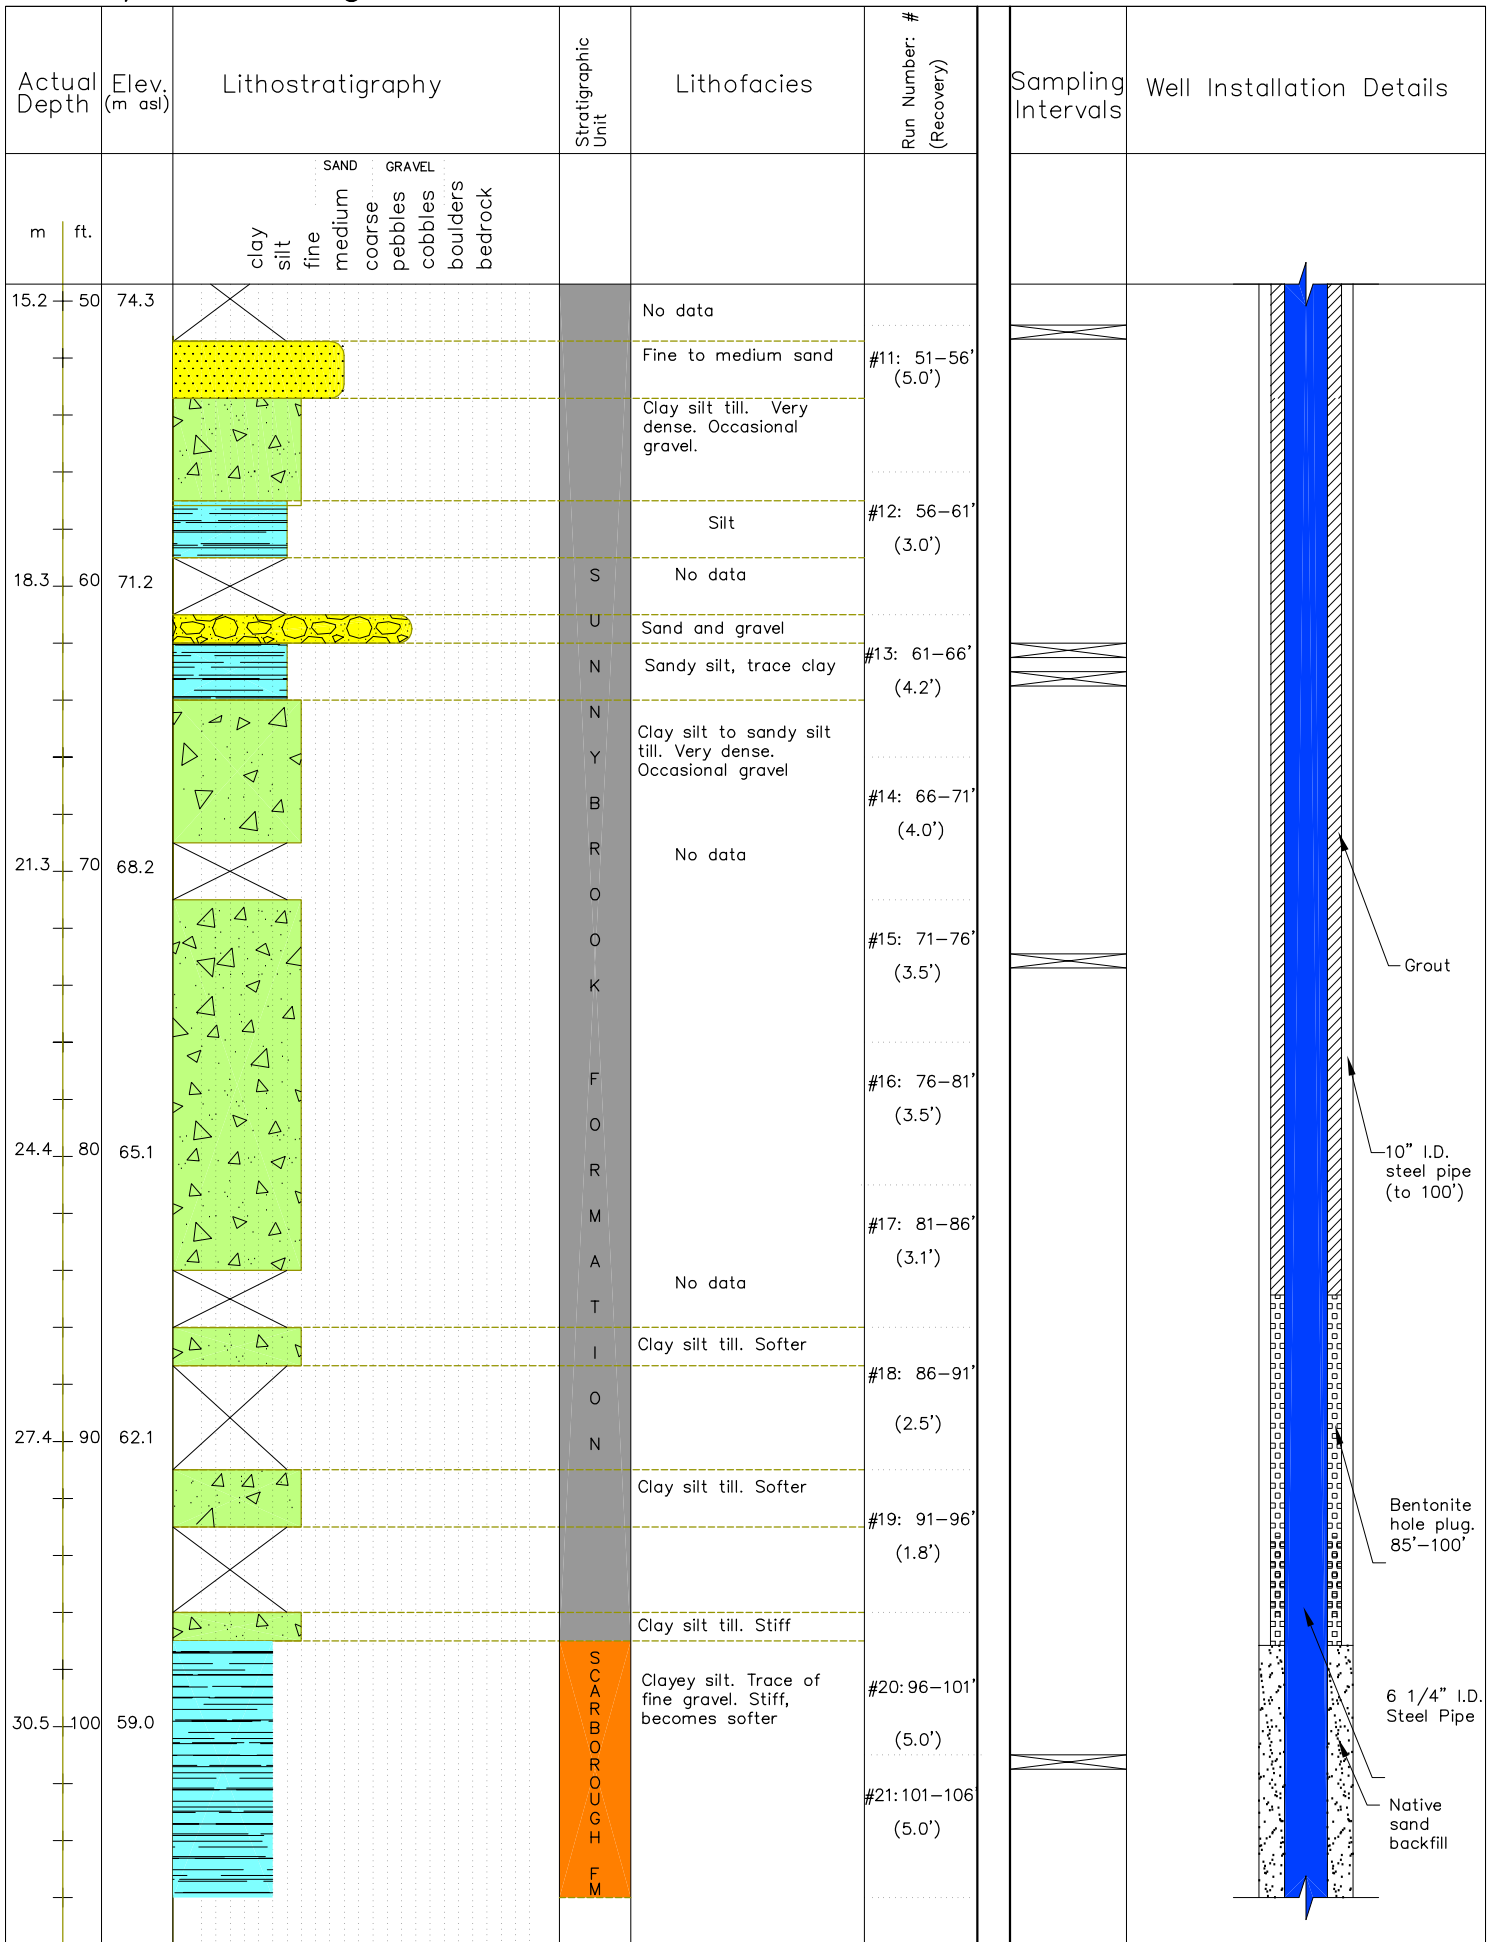 Actual
Depth
Elev.
(m asl)
Lithostratigraphy
Stratigraphic
Unit
Lithofacies
Run Number: #
(Recovery)
Sampling
Intervals
Well Installation Details
m
ft.
SAND
GRAVEL
clay
silt
fine
medium
coarse
pebbles
cobbles
boulders
bedrock
15.2
50
74.3
No data
Fine to medium sand
#11: 51-56'
(5.0')
Clay silt till. Very
dense. Occasional
gravel.
Silt
#12: 56-61'
(3.0')
18.3
60
71.2
No data
Sand and gravel
Sandy silt, trace clay
#13: 61-66'
(4.2')
Clay silt to sandy silt
till. Very dense.
Occasional gravel
#14: 66-71'
(4.0')
21.3
70
68.2
No data
#15: 71-76'
(3.5')
Grout
#16: 76-81'
(3.5')
24.4
80
65.1
10" I.D.
steel pipe
(to 100')
#17: 81-86'
(3.1')
No data
Clay silt till. Softer
#18: 86-91'
(2.5')
27.4
90
62.1
SUNNYBROOK FORMATION
Clay silt till. Softer
#19: 91-96'
(1.8')
Bentonite
hole plug.
85'-100'
Clay silt till. Stiff
Clayey silt. Trace of
fine gravel. Stiff,
becomes softer
#20: 96-101'
(5.0')
6 1/4" I.D.
Steel Pipe
30.5
100
59.0
SCARBOROUGH FM
#21: 101-106'
(5.0')
Native
sand
backfill